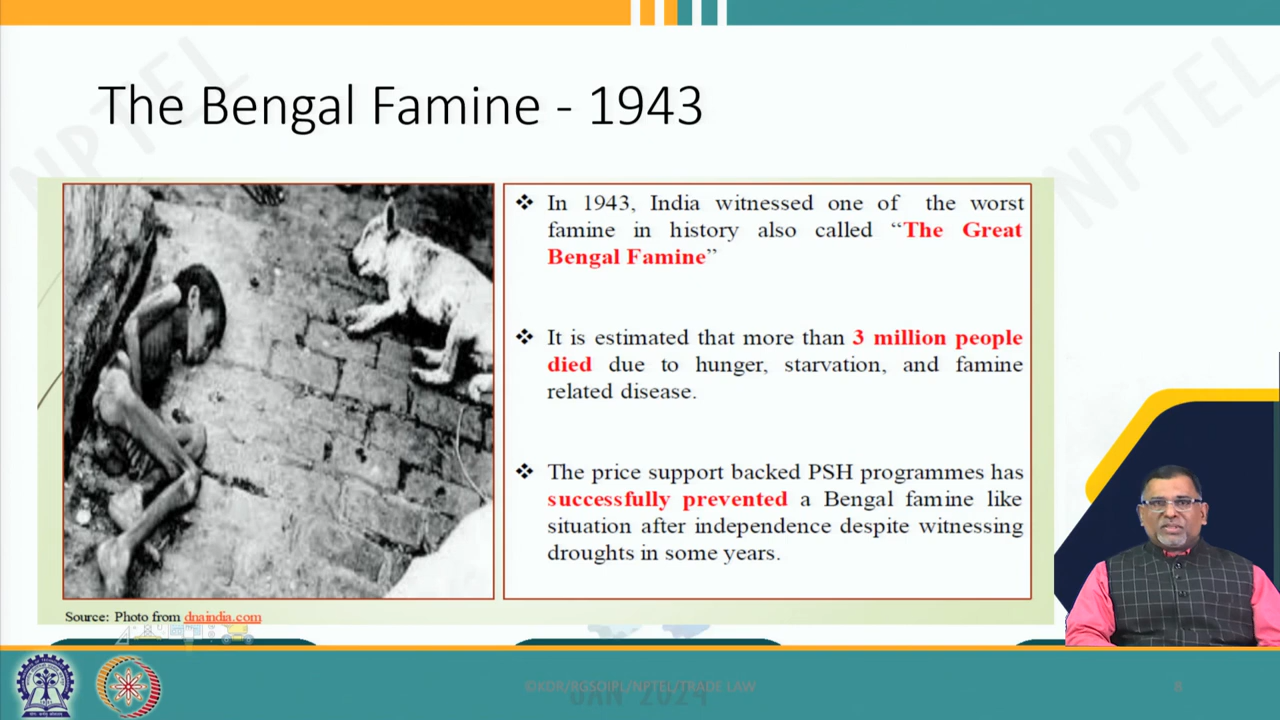 The Bengal Famine - 1943
❖ In 1943, India witnessed one of the worst
famine in history also called “The Great
Bengal Famine”
❖ It is estimated that more than 3 million people
died due to hunger, starvation, and famine
related disease.
❖ The price support backed PSH programmes has
successfully prevented a Bengal famine like
situation after independence despite witnessing
droughts in some years.
Source: Photo from dnaindia.com
©KDR/RGSOIPL/NPTEL/TRADE LAW
JAN 2024
8
NPTEL
NPTEL